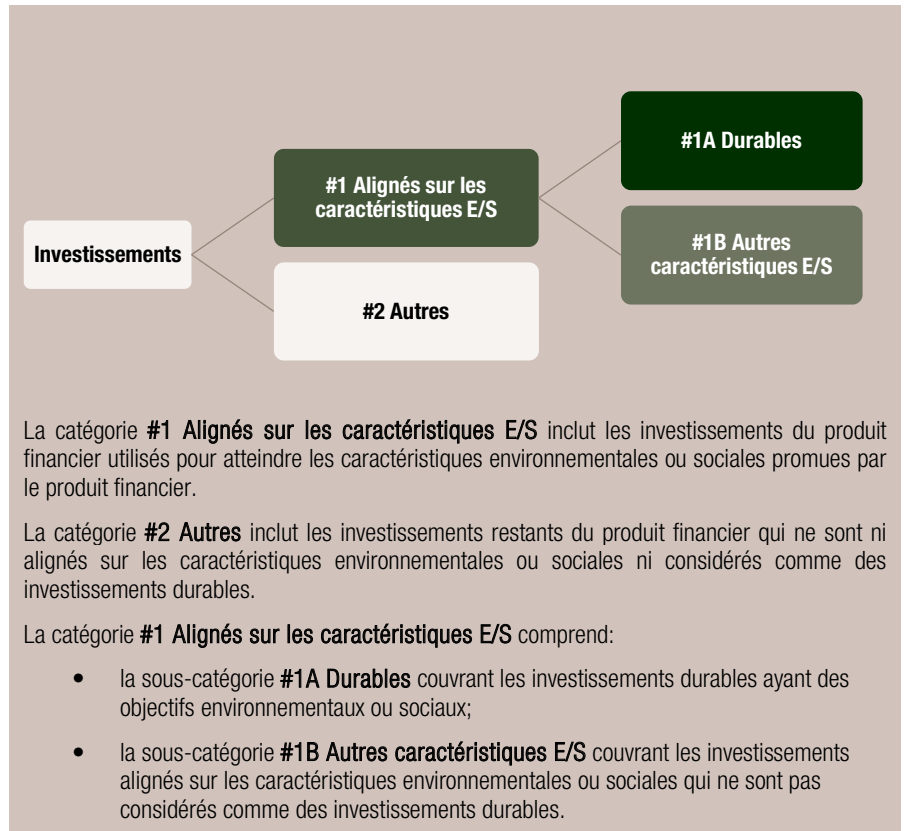 Investissements
#1 Alignés sur les
caractéristiques E/S
#2 Autres
#1A Durables
#1B Autres
caractéristiques E/S
La catégorie #1 Alignés sur les caractéristiques E/S inclut les investissements du produit
financier utilisés pour atteindre les caractéristiques environnementales ou sociales promues par
le produit financier.
La catégorie #2 Autres inclut les investissements restants du produit financier qui ne sont ni
alignés sur les caractéristiques environnementales ou sociales ni considérés comme des
investissements durables.
La catégorie #1 Alignés sur les caractéristiques E/S comprend:
• la sous-catégorie #1A Durables couvrant les investissements durables ayant des
objectifs environnementaux ou sociaux;
• la sous-catégorie #1B Autres caractéristiques E/S couvrant les investissements
alignés sur les caractéristiques environnementales ou sociales qui ne sont pas
considérés comme des investissements durables.